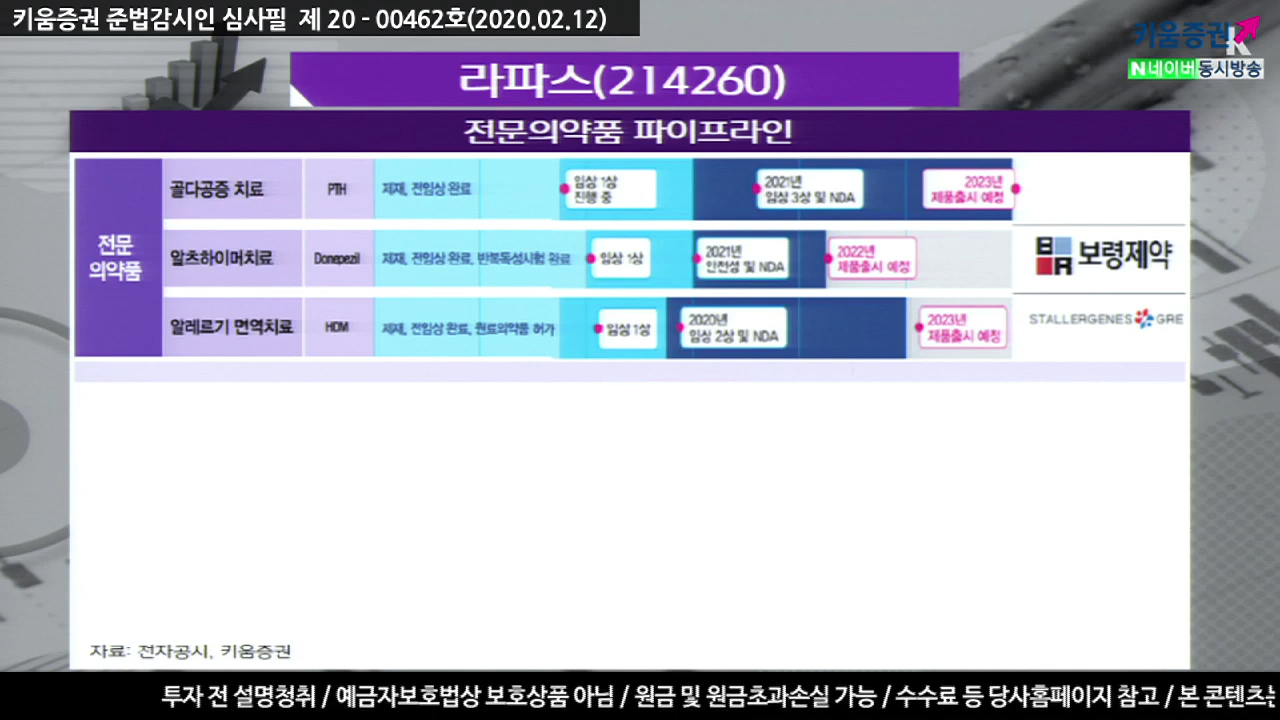 키움증권 준법감시인 심사필 제 20 - 00462호(2020.02.12)
키움증권
N 네이버 동시방송
라파스(214260)
전문의약품 파이프라인
전문
의약품
골다공증 치료
PTH
제재, 전임상 완료
임상 1상
진행 중
2021년
임상 3상 및 NDA
2023년
제품출시 예정
알츠하이머치료
Donepezil
제재, 전임상 완료, 반복독성시험 완료
임상 1상
2021년
안전성 및 NDA
2022년
제품출시 예정
보령제약
알레르기 면역치료
HDM
제재, 전임상 완료, 원료의약품 허가
임상 1상
2020년
임상 2상 및 NDA
2023년
제품출시 예정
STALLERGENES GRE
자료: 전자공시, 키움증권
투자 전 설명청취 / 예금자보호법상 보호상품 아님 / 원금 및 원금초과손실 가능 / 수수료 등 당사홈페이지 참고 / 본 콘텐츠는